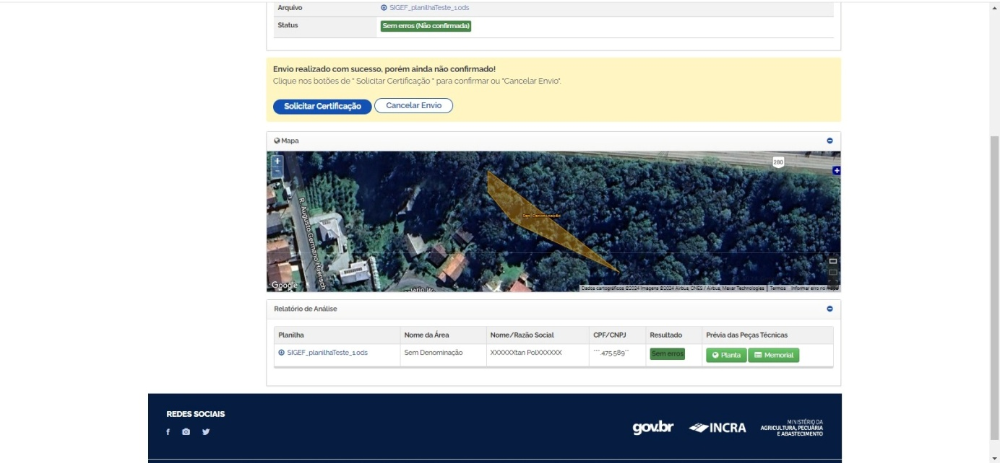 Arquivo SIGEF_planilhaTeste_1.ods
Status Sem erros (Não confirmada)
Envio realizado com sucesso, porém ainda não confirmado!
Clique nos botões de " Solicitar Certificação " para confirmar ou "Cancelar Envio".
Solicitar Certificação Cancelar Envio
Mapa
280
R. Augusto Germano Haensch
Sem Denominação
Google
Dados cartográficos ©2024 Imagens ©2024 Airbus, CNES / Airbus, Maxar Technologies Termos Informar erro no mapa
Relatório de Análise
Planilha Nome da Área Nome/Razão Social CPF/CNPJ Resultado Prévia das Peças Técnicas
SIGEF_planilhaTeste_1.ods Sem Denominação XXXXXXtan PolXXXXXX ***.475.589** Sem erros Planta Memorial
REDES SOCIAIS
gov.br INCRA
MINISTÉRIO DA
AGRICULTURA, PECUÁRIA
E ABASTECIMENTO